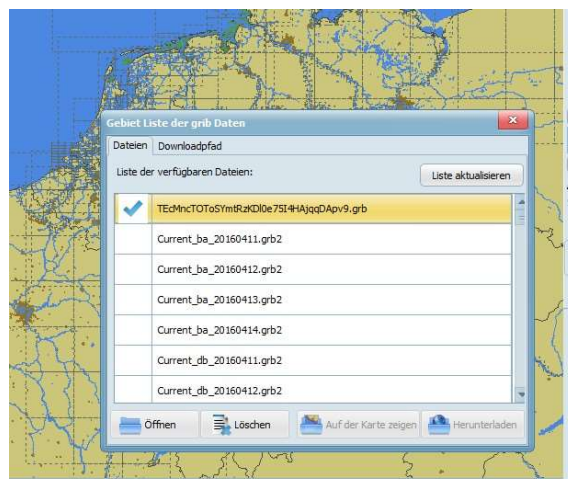 Gebiet Liste der grib Daten
Dateien Downloadpfad
Liste der verfügbaren Dateien: Liste aktualisieren
TEcMncTOToSYmtRzKDl0e75I4HAjqqDApv9.grb
Current_ba_20160411.grb2
Current_ba_20160412.grb2
Current_ba_20160413.grb2
Current_ba_20160414.grb2
Current_db_20160411.grb2
Current_db_20160412.grb2
Öffnen Löschen Auf der Karte zeigen Herunterladen